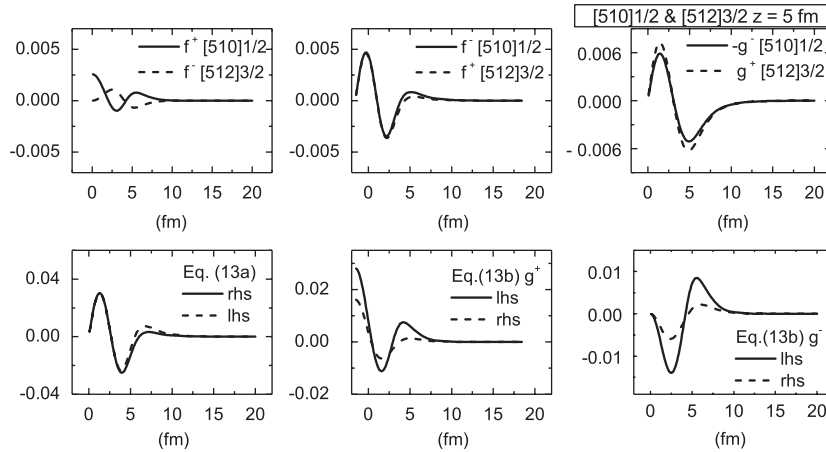 [510]1/2 & [512]3/2 z = 5 fm
0.005
0.000
-0.005
f⁺ [510]1/2
f⁻ [512]3/2
0 5 10 15 20
(fm)
0.005
0.000
-0.005
f⁻ [510]1/2
f⁺ [512]3/2
0 5 10 15 20
(fm)
0.006
0.000
- 0.006
-g⁻ [510]1/2
g⁺ [512]3/2
0 5 10 15 20
(fm)
0.04
0.00
-0.04
Eq. (13a)
rhs
lhs
0 5 10 15 20
(fm)
0.02
0.00
-0.02
Eq.(13b) g⁺
lhs
rhs
0 5 10 15 20
(fm)
0.01
0.00
-0.01
Eq.(13b) g⁻
lhs
rhs
0 5 10 15 20
(fm)